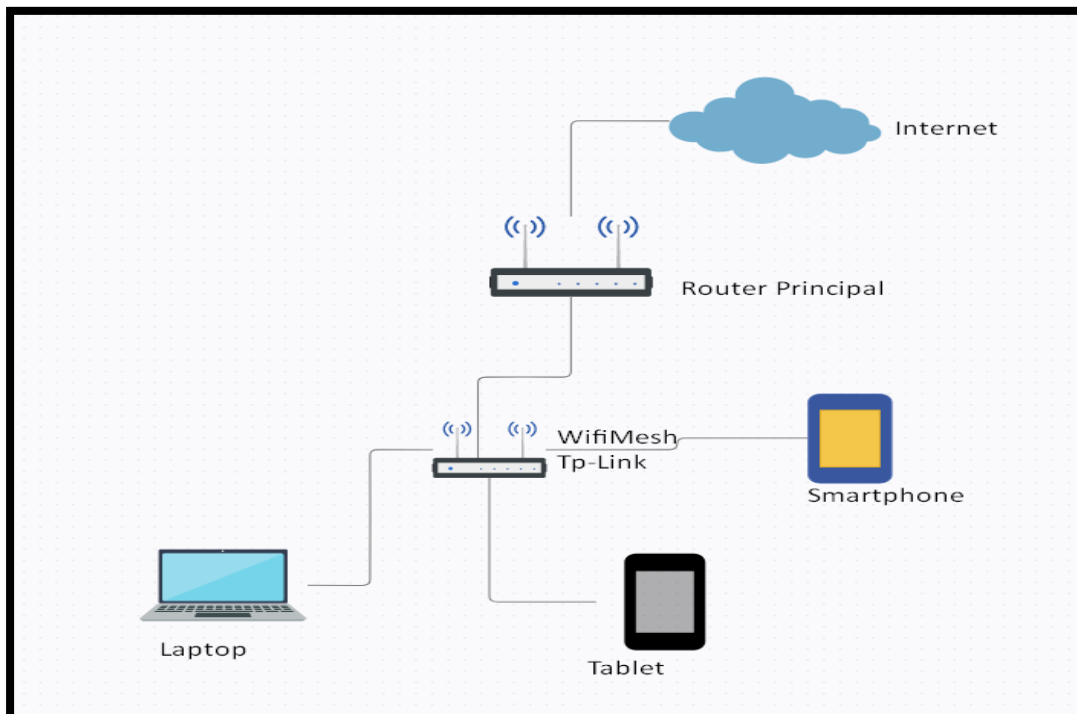 Internet
Router Principal
WifiMesh
Tp-Link
Smartphone
Laptop
Tablet